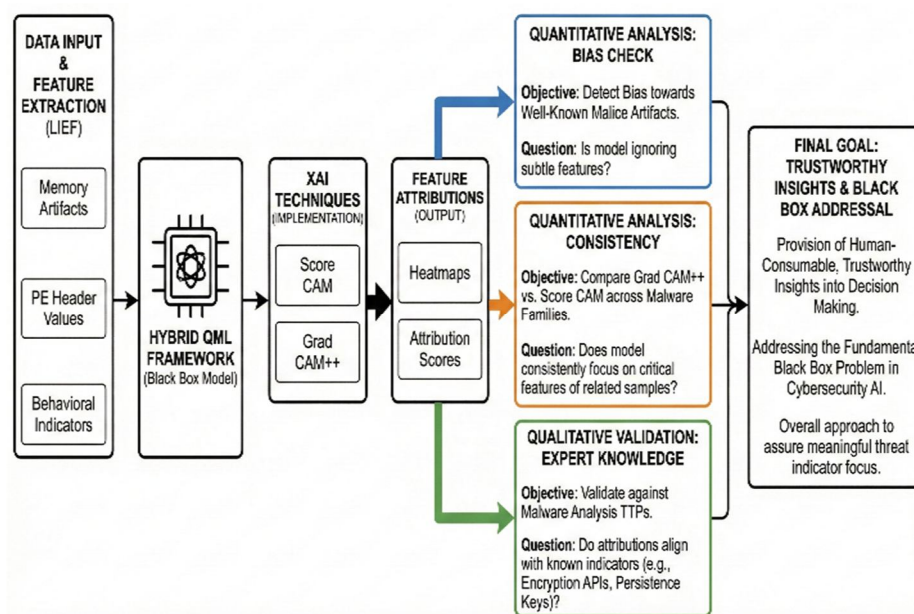 DATA INPUT
&
FEATURE
EXTRACTION
(LIEF)
Memory
Artifacts
PE Header
Values
Behavioral
Indicators
HYBRID QML
FRAMEWORK
(Black Box Model)
XAI
TECHNIQUES
(IMPLEMENTATION)
Score
CAM
Grad
CAM++
FEATURE
ATTRIBUTIONS
(OUTPUT)
Heatmaps
Attribution
Scores
QUANTITATIVE ANALYSIS:
BIAS CHECK
Objective: Detect Bias towards
Well-Known Malice Artifacts.
Question: Is model ignoring
subtle features?
QUANTITATIVE ANALYSIS:
CONSISTENCY
Objective: Compare Grad CAM++
vs. Score CAM across Malware
Families.
Question: Does model
consistently focus on critical
features of related samples?
QUALITATIVE VALIDATION:
EXPERT KNOWLEDGE
Objective: Validate against
Malware Analysis TTPs.
Question: Do attributions align
with known indicators (e.g.,
Encryption APIs, Persistence
Keys)?
FINAL GOAL:
TRUSTWORTHY
INSIGHTS & BLACK
BOX ADDRESSAL
Provision of Human-
Consumable, Trustworthy
Insights into Decision
Making.
Addressing the Fundamenta
Black Box Problem in
Cybersecurity AI.
Overall approach to
assure meaningful threat
indicator focus.